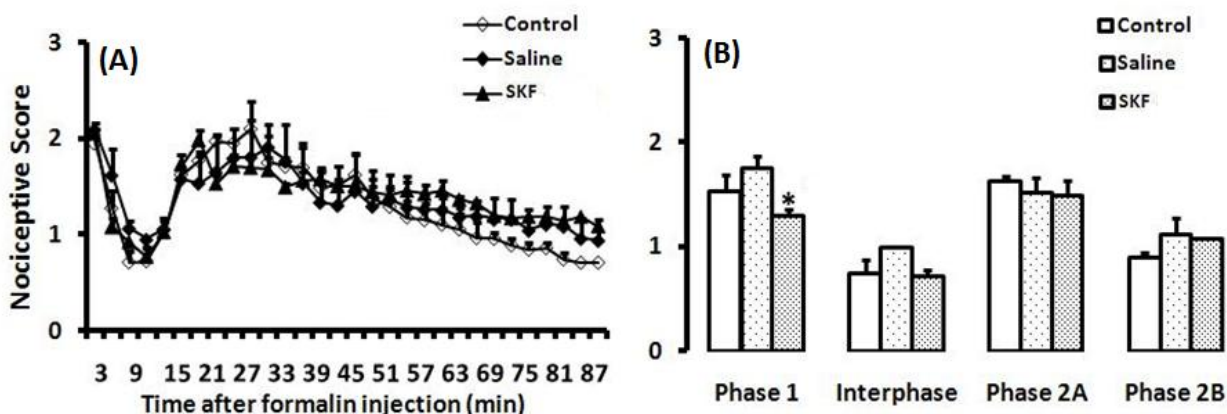 (A)
Control
Saline
SKF
Nociceptive Score
3
2
1
0
3 9 15 21 27 33 39 45 51 57 63 69 75 81 87
Time after formalin injection (min)
(B)
Control
Saline
SKF
3
2
1
0
*
Phase 1 Interphase Phase 2A Phase 2B